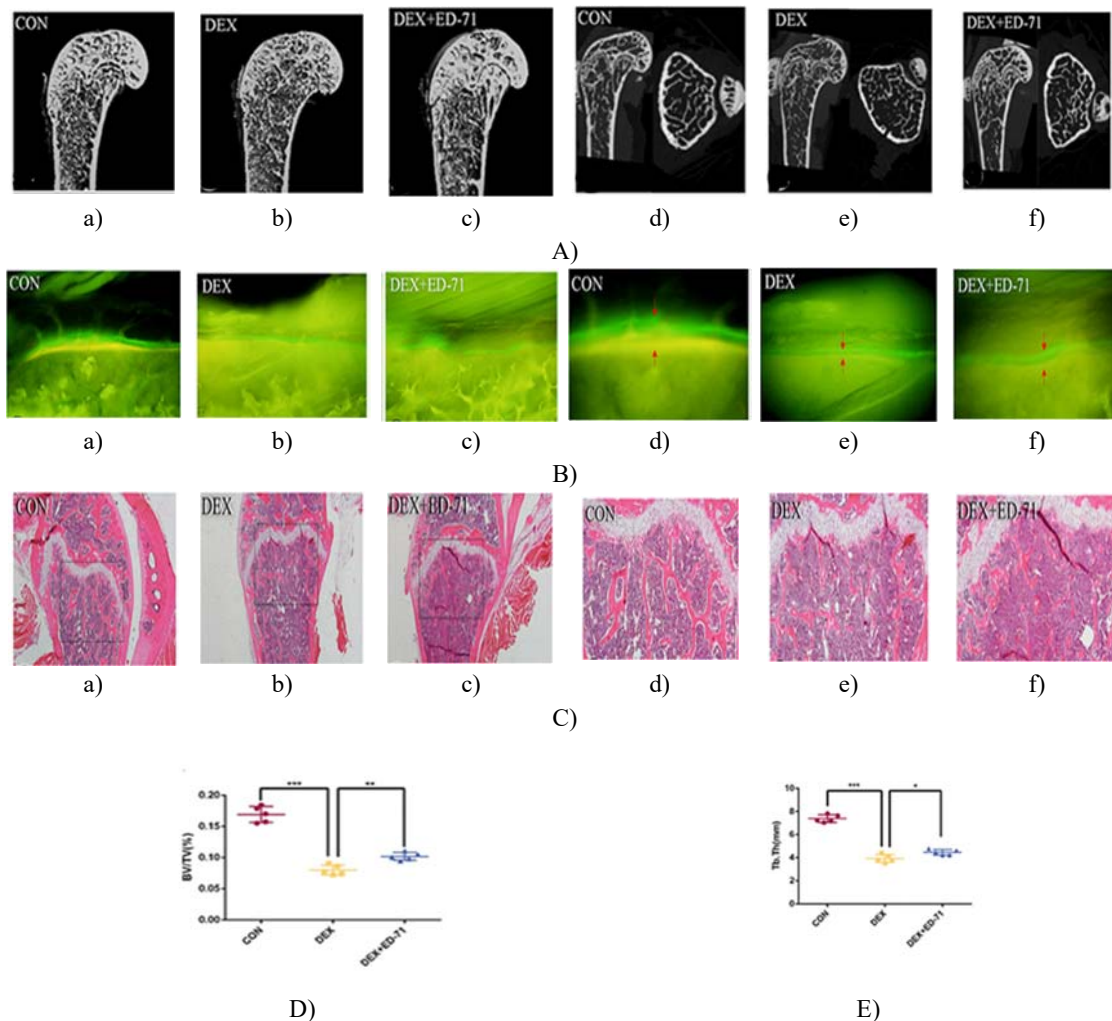 CON DEX DEX+ED-71 CON DEX DEX+ED-71
a) b) c) d) e) f)
A)
CON DEX DEX+ED-71 CON DEX DEX+ED-71
a) b) c) d) e) f)
B)
CON DEX DEX+ED-71 CON DEX DEX+ED-71
a) b) c) d) e) f)
C)
BV/TV(%)
0.20
0.15
0.10
0.05
0.00
*** **
CON DEX DEX+ED-71
D)
Tb.Th(mm)
10
8
6
4
2
0
*** *
CON DEX DEX+ED-71
E)